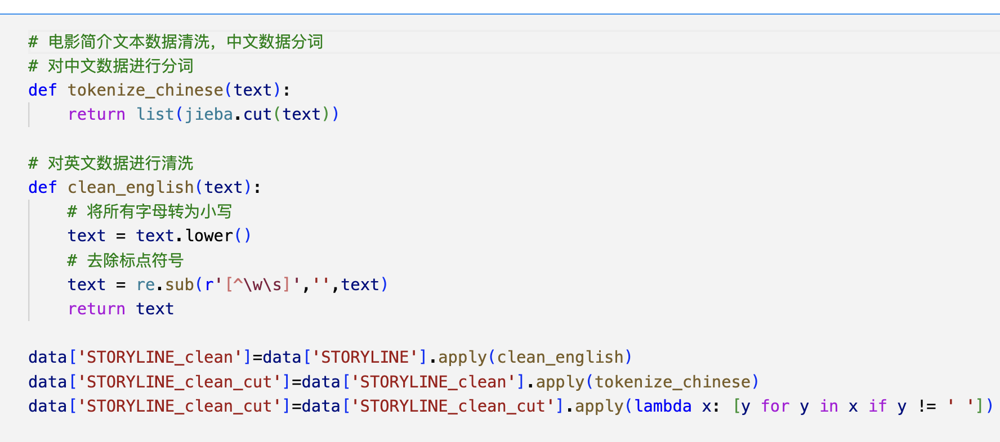 # 电影简介文本数据清洗，中文数据分词
# 对中文数据进行分词
def tokenize_chinese(text):
    return list(jieba.cut(text))
# 对英文数据进行清洗
def clean_english(text):
    # 将所有字母转为小写
    text = text.lower()
    # 去除标点符号
    text = re.sub(r'[^\w\s]','',text)
    return text
data['STORYLINE_clean']=data['STORYLINE'].apply(clean_english)
data['STORYLINE_clean_cut']=data['STORYLINE_clean'].apply(tokenize_chinese)
data['STORYLINE_clean_cut']=data['STORYLINE_clean_cut'].apply(lambda x: [y for y in x if y != ' '])